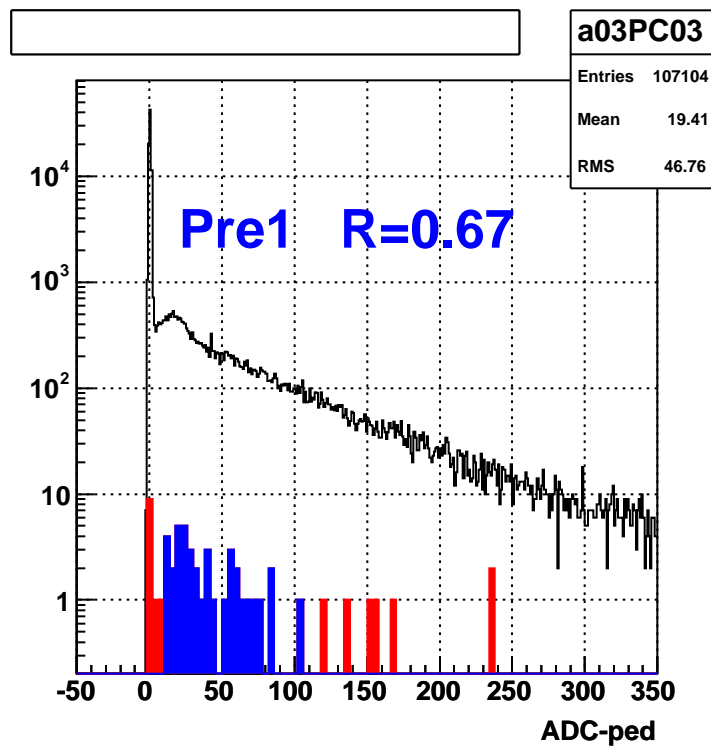 a03PC03
Entries 107104
Mean 19.41
RMS 46.76
Pre1 R=0.67
10^4
10^3
10^2
10
1
-50 0 50 100 150 200 250 300 350
ADC-ped